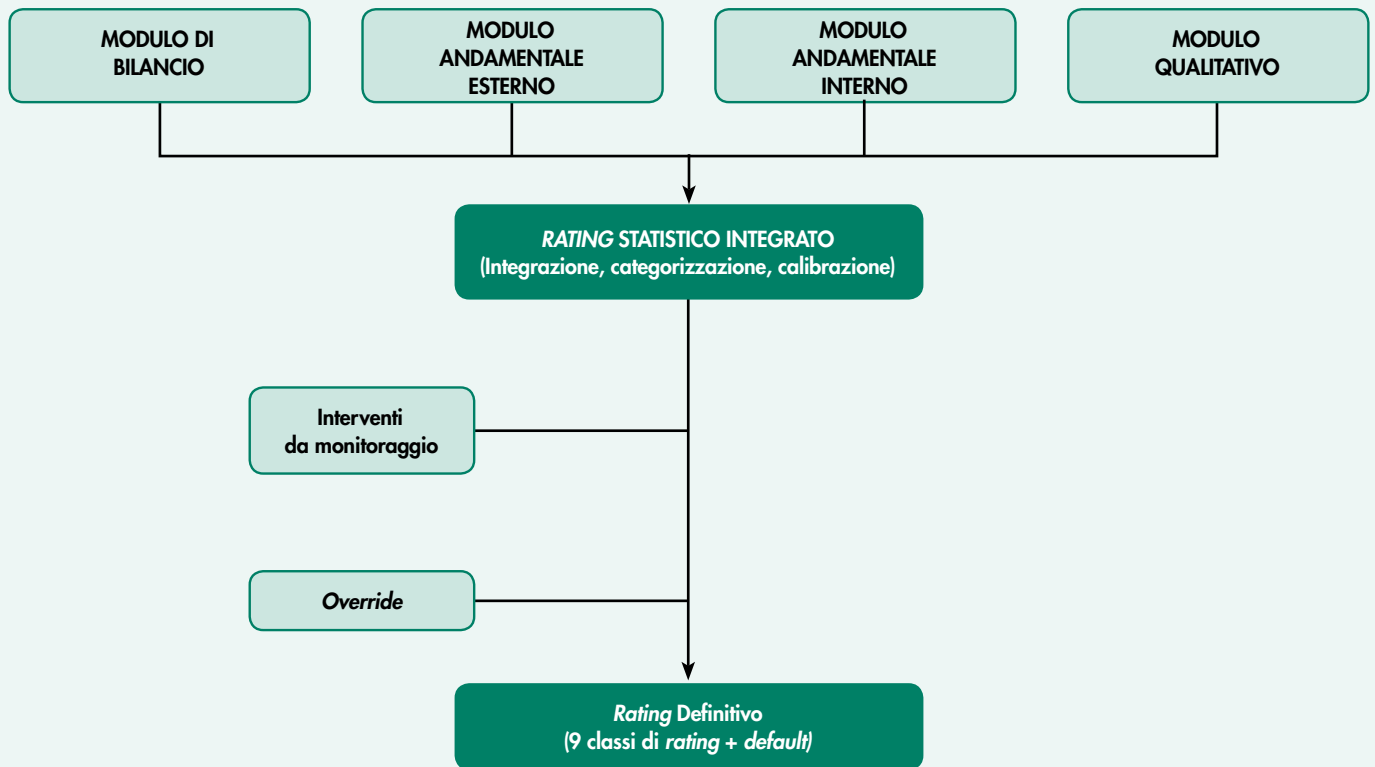 MODULO DI
BILANCIO
MODULO
ANDAMENTALE
ESTERNO
MODULO
ANDAMENTALE
INTERNO
MODULO
QUALITATIVO
RATING STATISTICO INTEGRATO
(Integrazione, categorizzazione, calibrazione)
Interventi
da monitoraggio
Override
Rating Definitivo
(9 classi di rating + default)